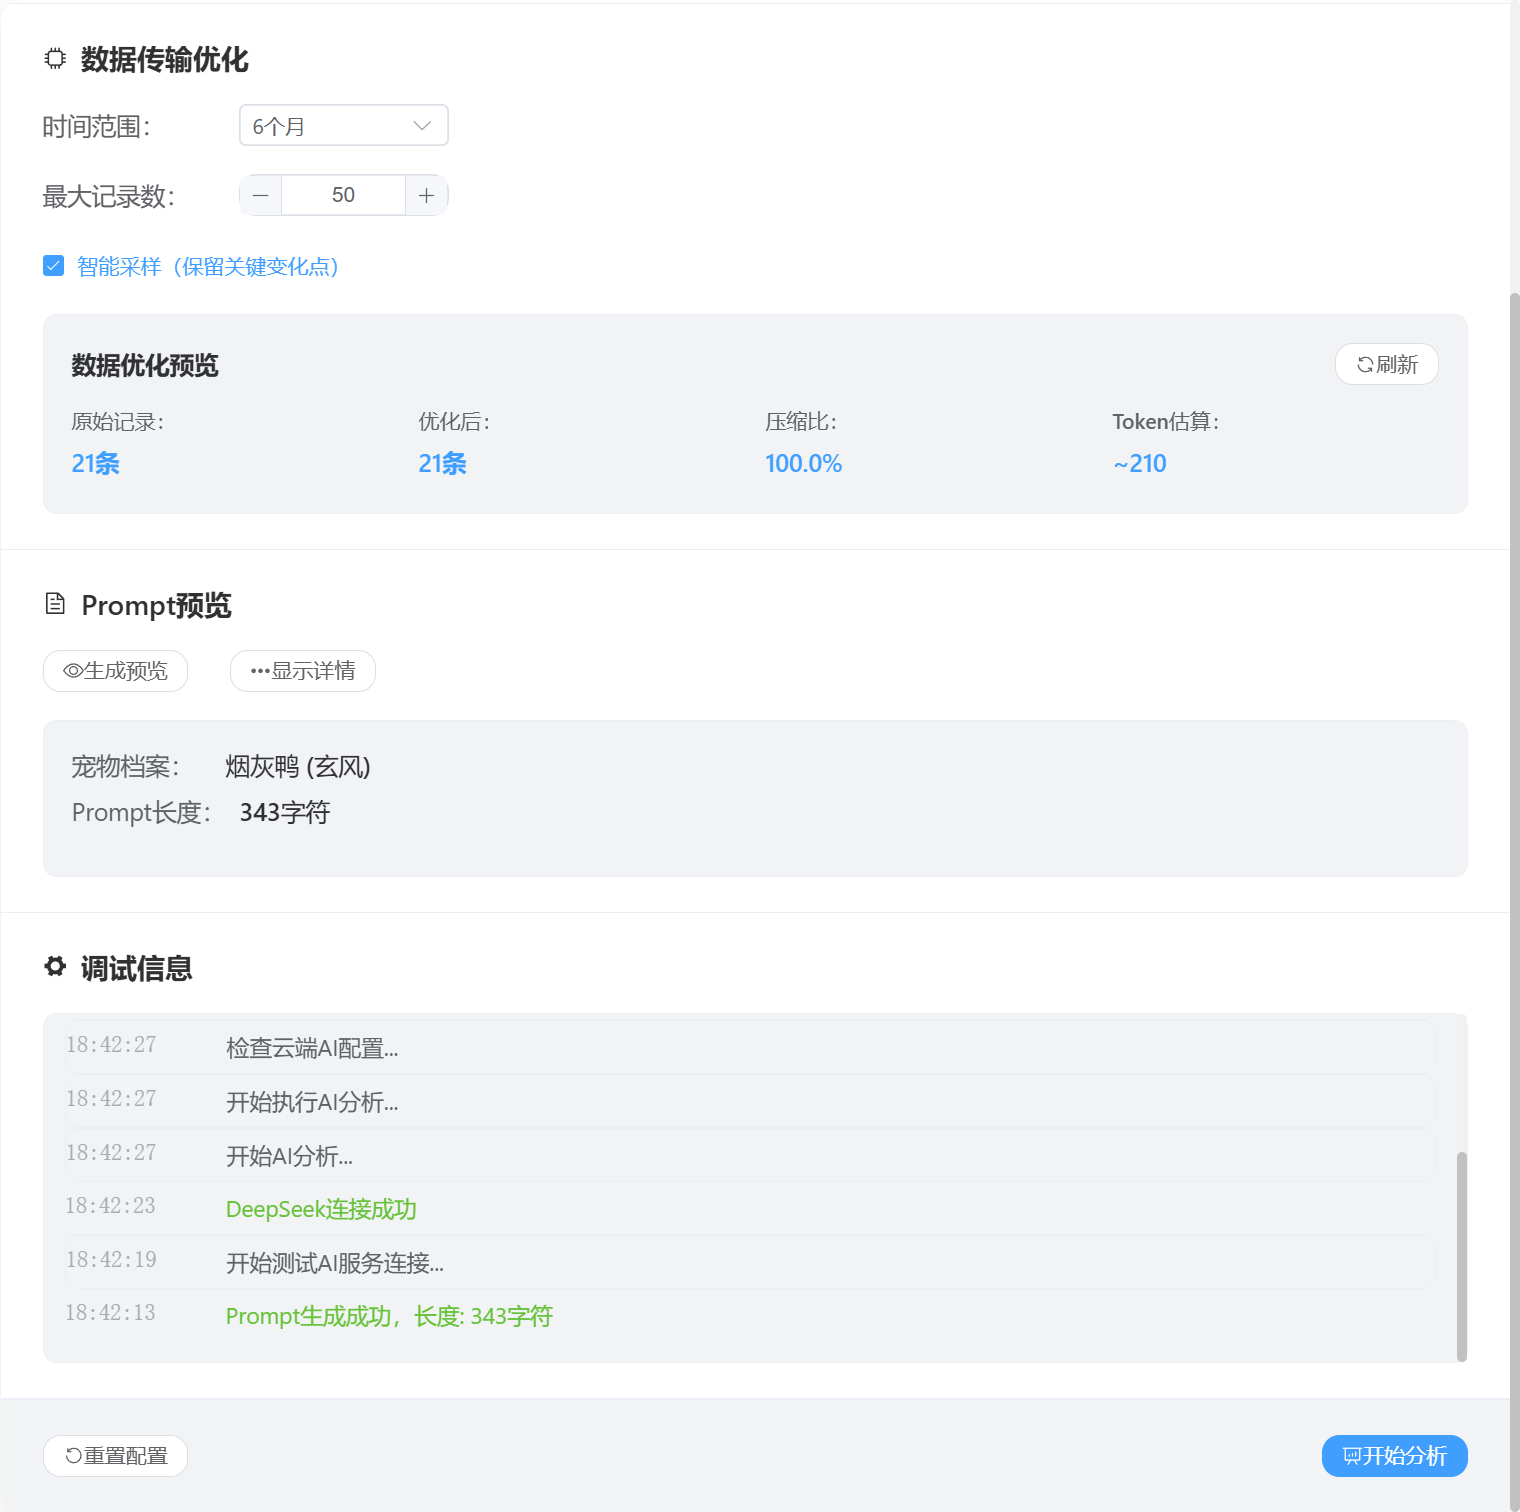 数据传输优化
时间范围：
6个月
最大记录数：
50
智能采样（保留关键变化点）
数据优化预览
刷新
原始记录：
优化后：
压缩比：
Token估算：
21条
21条
100.0%
~210
Prompt预览
生成预览
显示详情
宠物档案：
烟灰鸭 (玄风)
Prompt长度：
343字符
调试信息
18:42:27 检查云端AI配置...
18:42:27 开始执行AI分析...
18:42:27 开始AI分析...
18:42:23 DeepSeek连接成功
18:42:19 开始测试AI服务连接...
18:42:13 Prompt生成成功，长度: 343字符
重置配置
开始分析